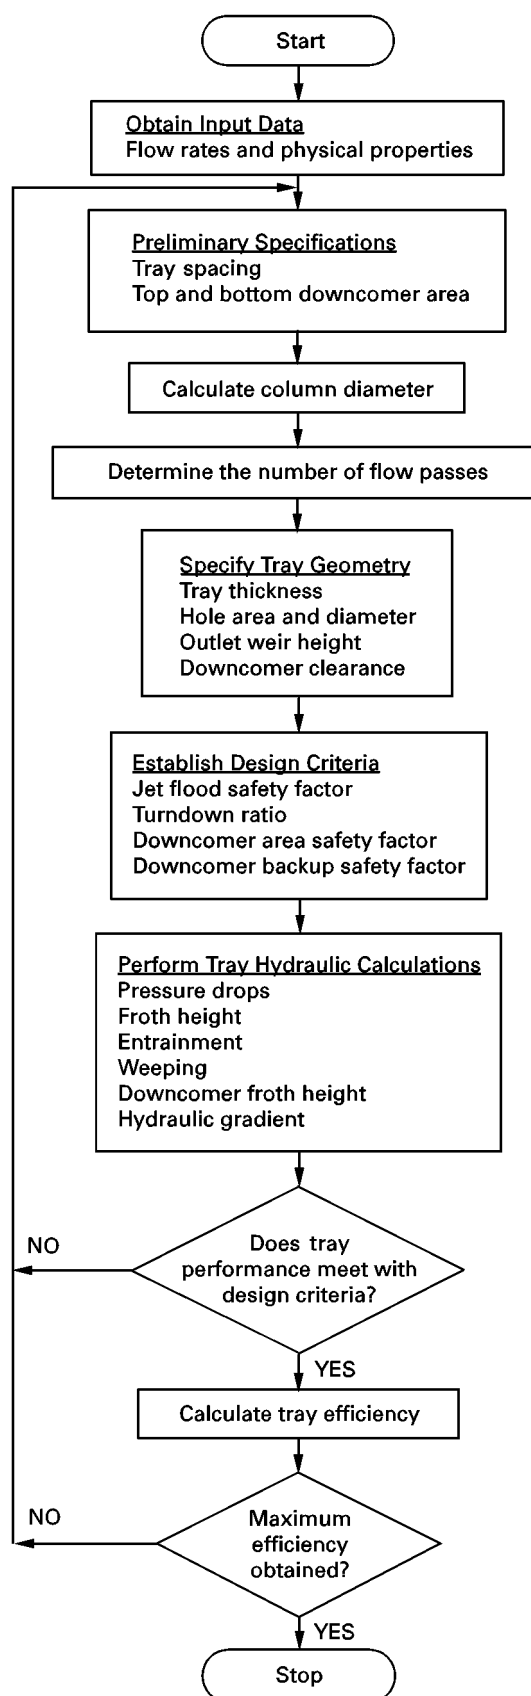 Start
Obtain Input Data
Flow rates and physical properties
Preliminary Specifications
Tray spacing
Top and bottom downcomer area
Calculate column diameter
Determine the number of flow passes
Specify Tray Geometry
Tray thickness
Hole area and diameter
Outlet weir height
Downcomer clearance
Establish Design Criteria
Jet flood safety factor
Turndown ratio
Downcomer area safety factor
Downcomer backup safety factor
Perform Tray Hydraulic Calculations
Pressure drops
Froth height
Entrainment
Weeping
Downcomer froth height
Hydraulic gradient
NO
Does tray
performance meet with
design criteria?
YES
Calculate tray efficiency
NO
Maximum
efficiency
obtained?
YES
Stop